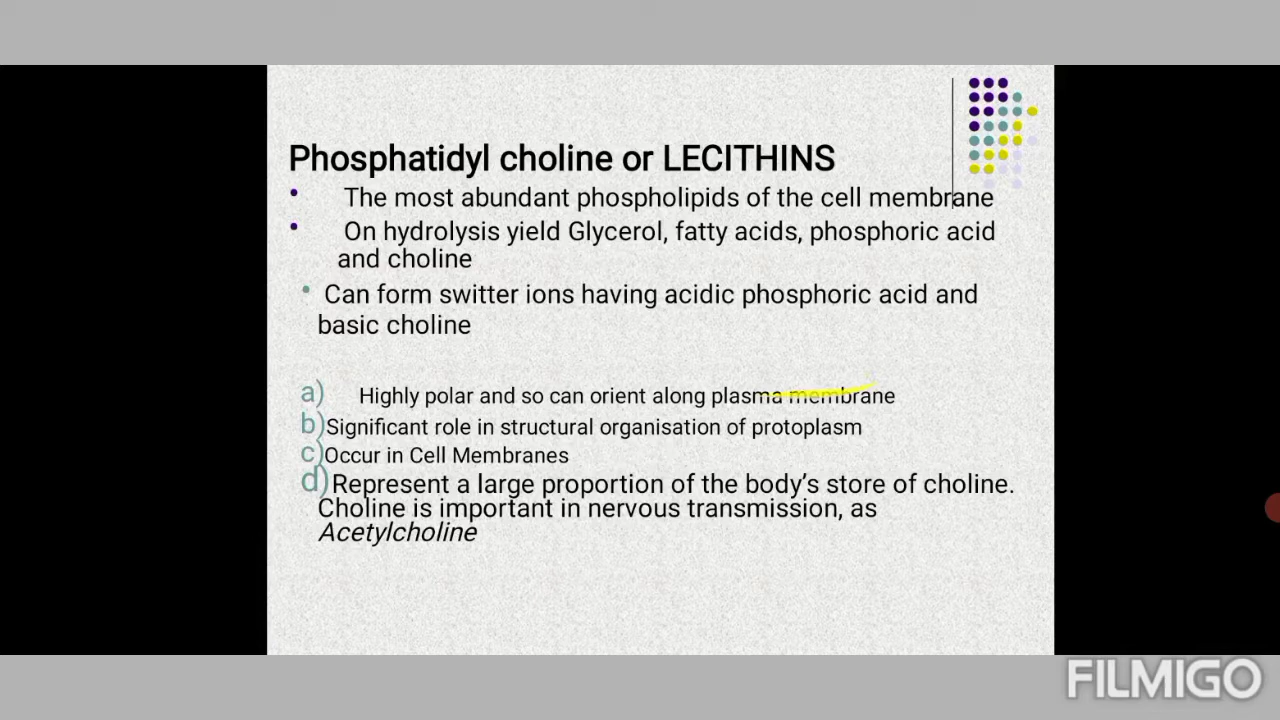 Phosphatidyl choline or LECITHINS
• The most abundant phospholipids of the cell membrane
• On hydrolysis yield Glycerol, fatty acids, phosphoric acid
and choline
• Can form switter ions having acidic phosphoric acid and
basic choline
a) Highly polar and so can orient along plasma membrane
b)Significant role in structural organisation of protoplasm
c)Occur in Cell Membranes
d)Represent a large proportion of the body’s store of choline.
Choline is important in nervous transmission, as
Acetylcholine
FILMIGO